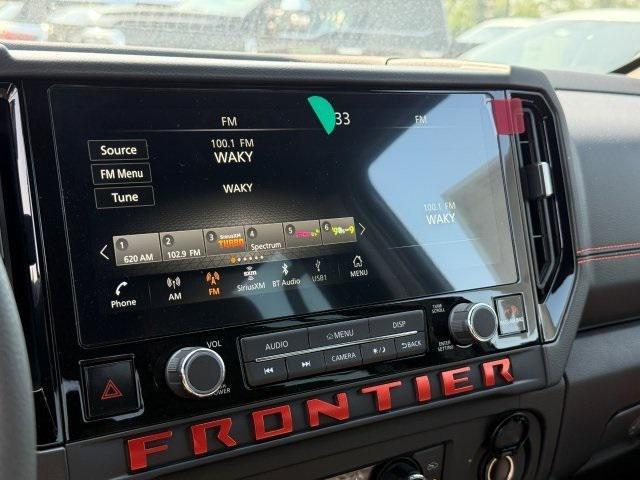 FM
33
FM
Source
FM Menu
Tune
100.1 FM
WAKY
WAKY
100.1 FM
WAKY
1
620 AM
2
102.9 FM
3
SiriusXM
TURBO
4
Spectrum
5
6
Phone
AM
FM
sxm
SiriusXM
BT Audio
USB1
MENU
VOL
POWER
AUDIO
MENU
DISP
CAMERA
BACK
TUNE
SCROLL
ENTER
SETTING
FRONTIER